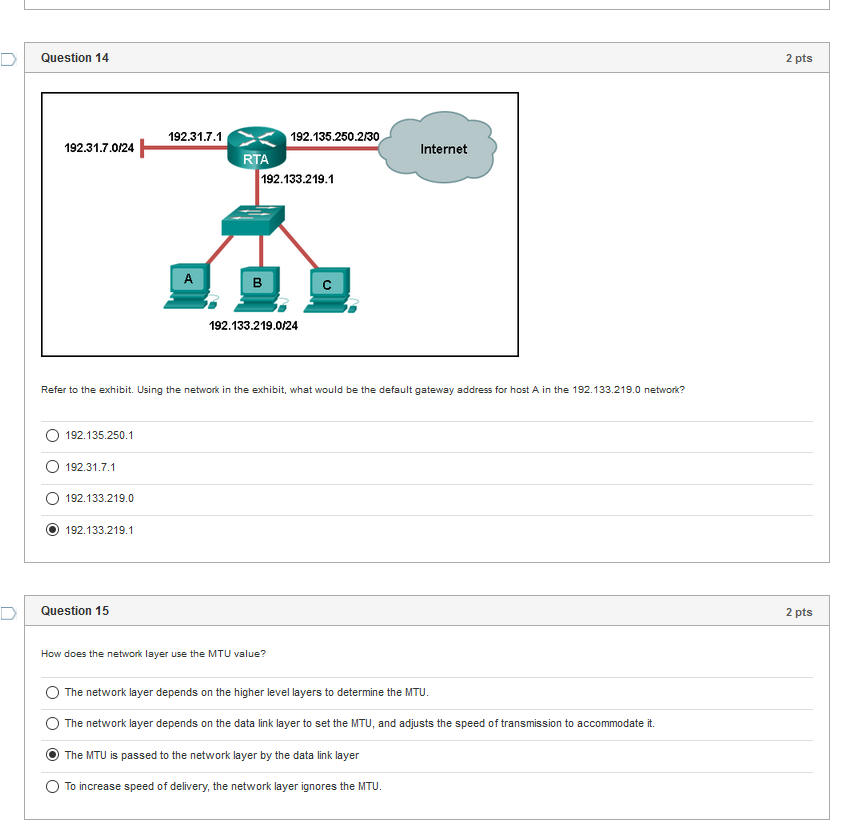 Question 14
2 pts
192.31.7.0/24
192.31.7.1
192.135.250.2/30
Internet
RTA
192.133.219.1
A
B
C
192.133.219.0/24
Refer to the exhibit. Using the network in the exhibit, what would be the default gateway address for host A in the 192.133.219.0 network?
192.135.250.1
192.31.7.1
192.133.219.0
192.133.219.1
Question 15
2 pts
How does the network layer use the MTU value?
The network layer depends on the higher level layers to determine the MTU.
The network layer depends on the data link layer to set the MTU, and adjusts the speed of transmission to accommodate it.
The MTU is passed to the network layer by the data link layer
To increase speed of delivery, the network layer ignores the MTU.